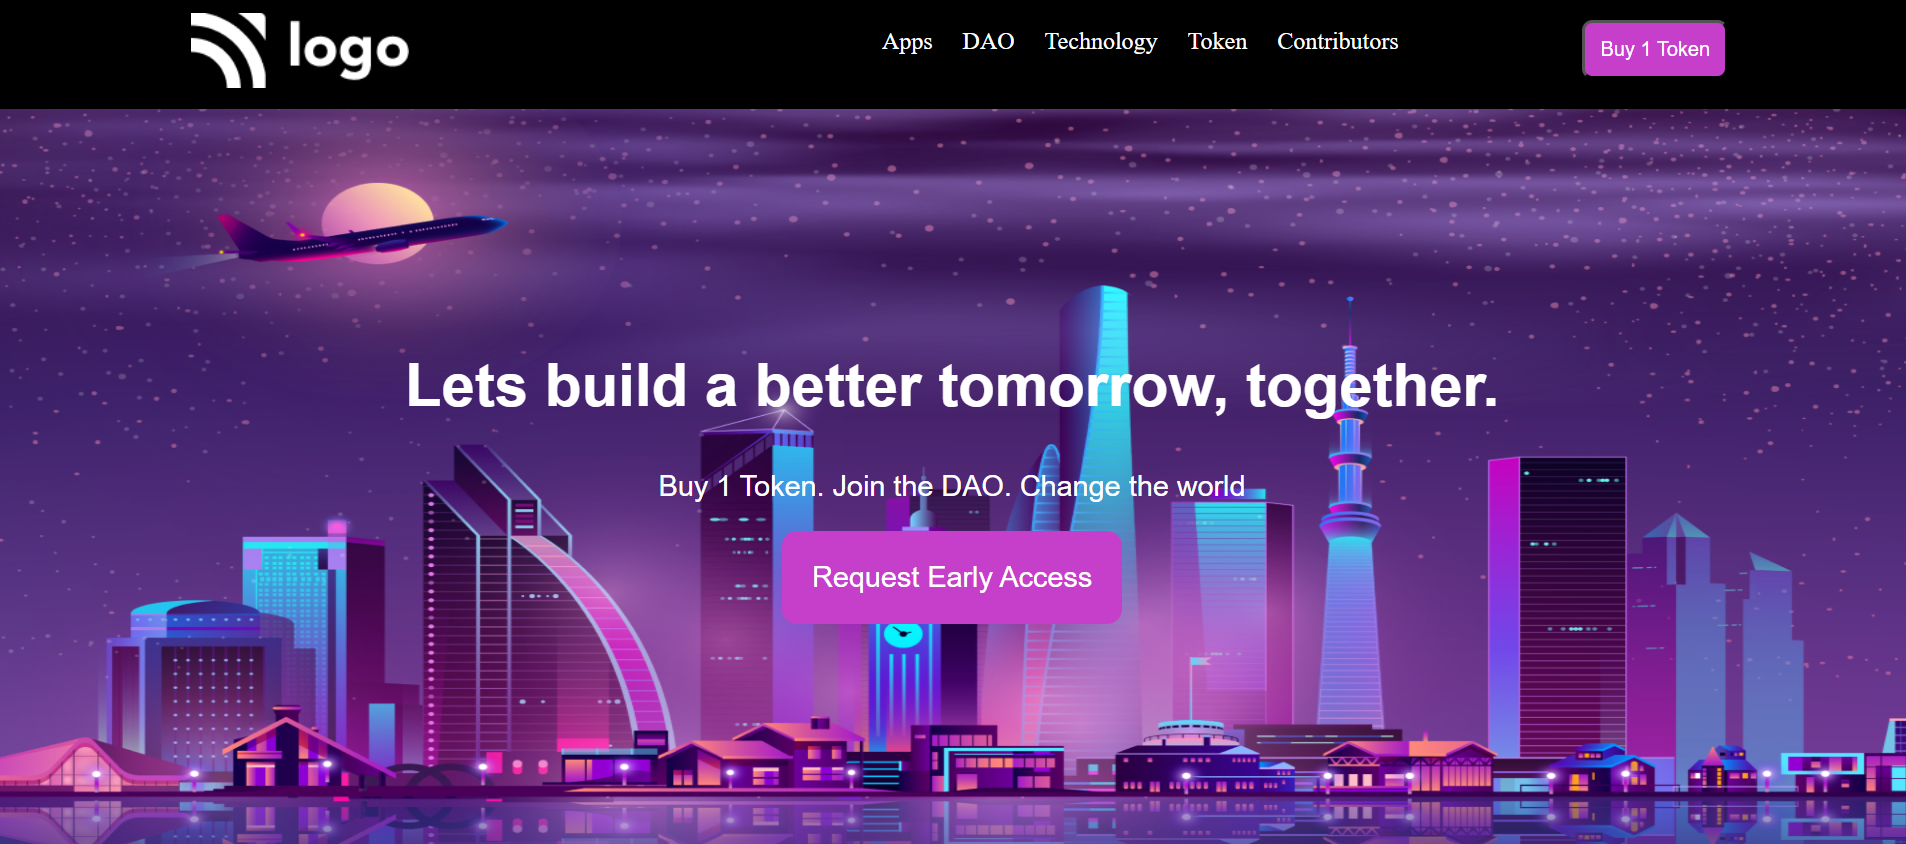 logo
Apps DAO Technology Token Contributors
Buy 1 Token
Lets build a better tomorrow, together.
Buy 1 Token. Join the DAO. Change the world
Request Early Access